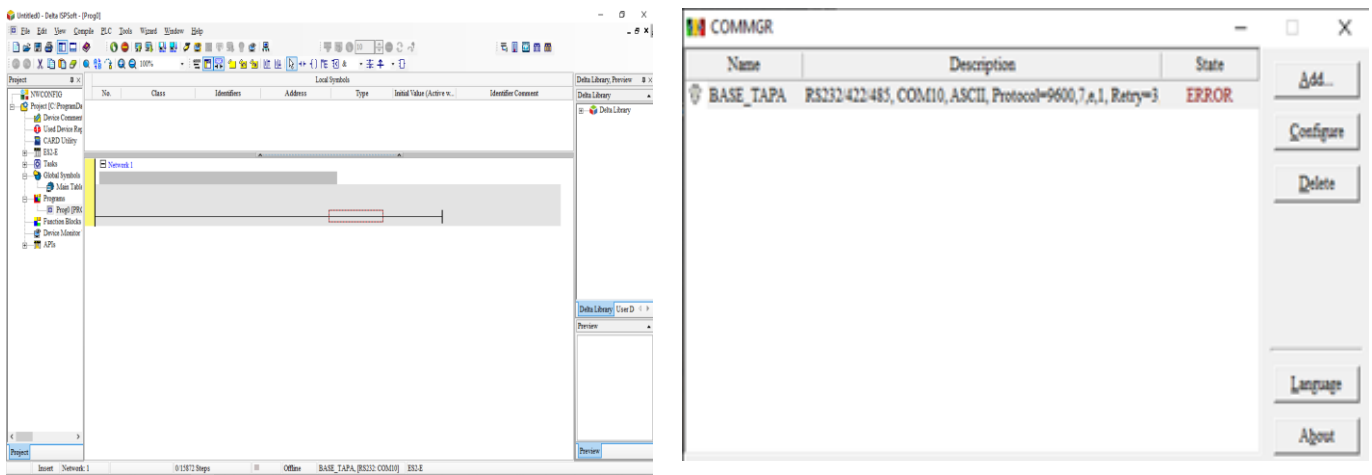 Untitled0 - Delta ISPSoft - [Prog0]
File Edit View Compile PLC Tools Wizard Window Help
100%
Project
NWCONFIG
Project [C:\ProgramDa
Device Comment
Used Device Rep
CARD Utility
ES2-E
Tasks
Global Symbols
Main Table
Programs
Prog0 [PRG
Function Blocks
Device Monitor
APIs
Project
Local Symbols
No. Class Identifiers Address Type Initial Value (Active w... Identifier Comment
Network 1
Delta Library, Preview
Delta Library
Delta Library
Delta Library User D
Preview
Preview
Insert Network: 1 0/15872 Steps Offline BASE_TAPA, [RS232: COM10] ES2-E
COMMGR
Name Description State
BASE_TAPA RS232/422/485, COM10, ASCII, Protocol=9600,7,e,1, Retry=3 ERROR
Add...
Configure
Delete
Language
About